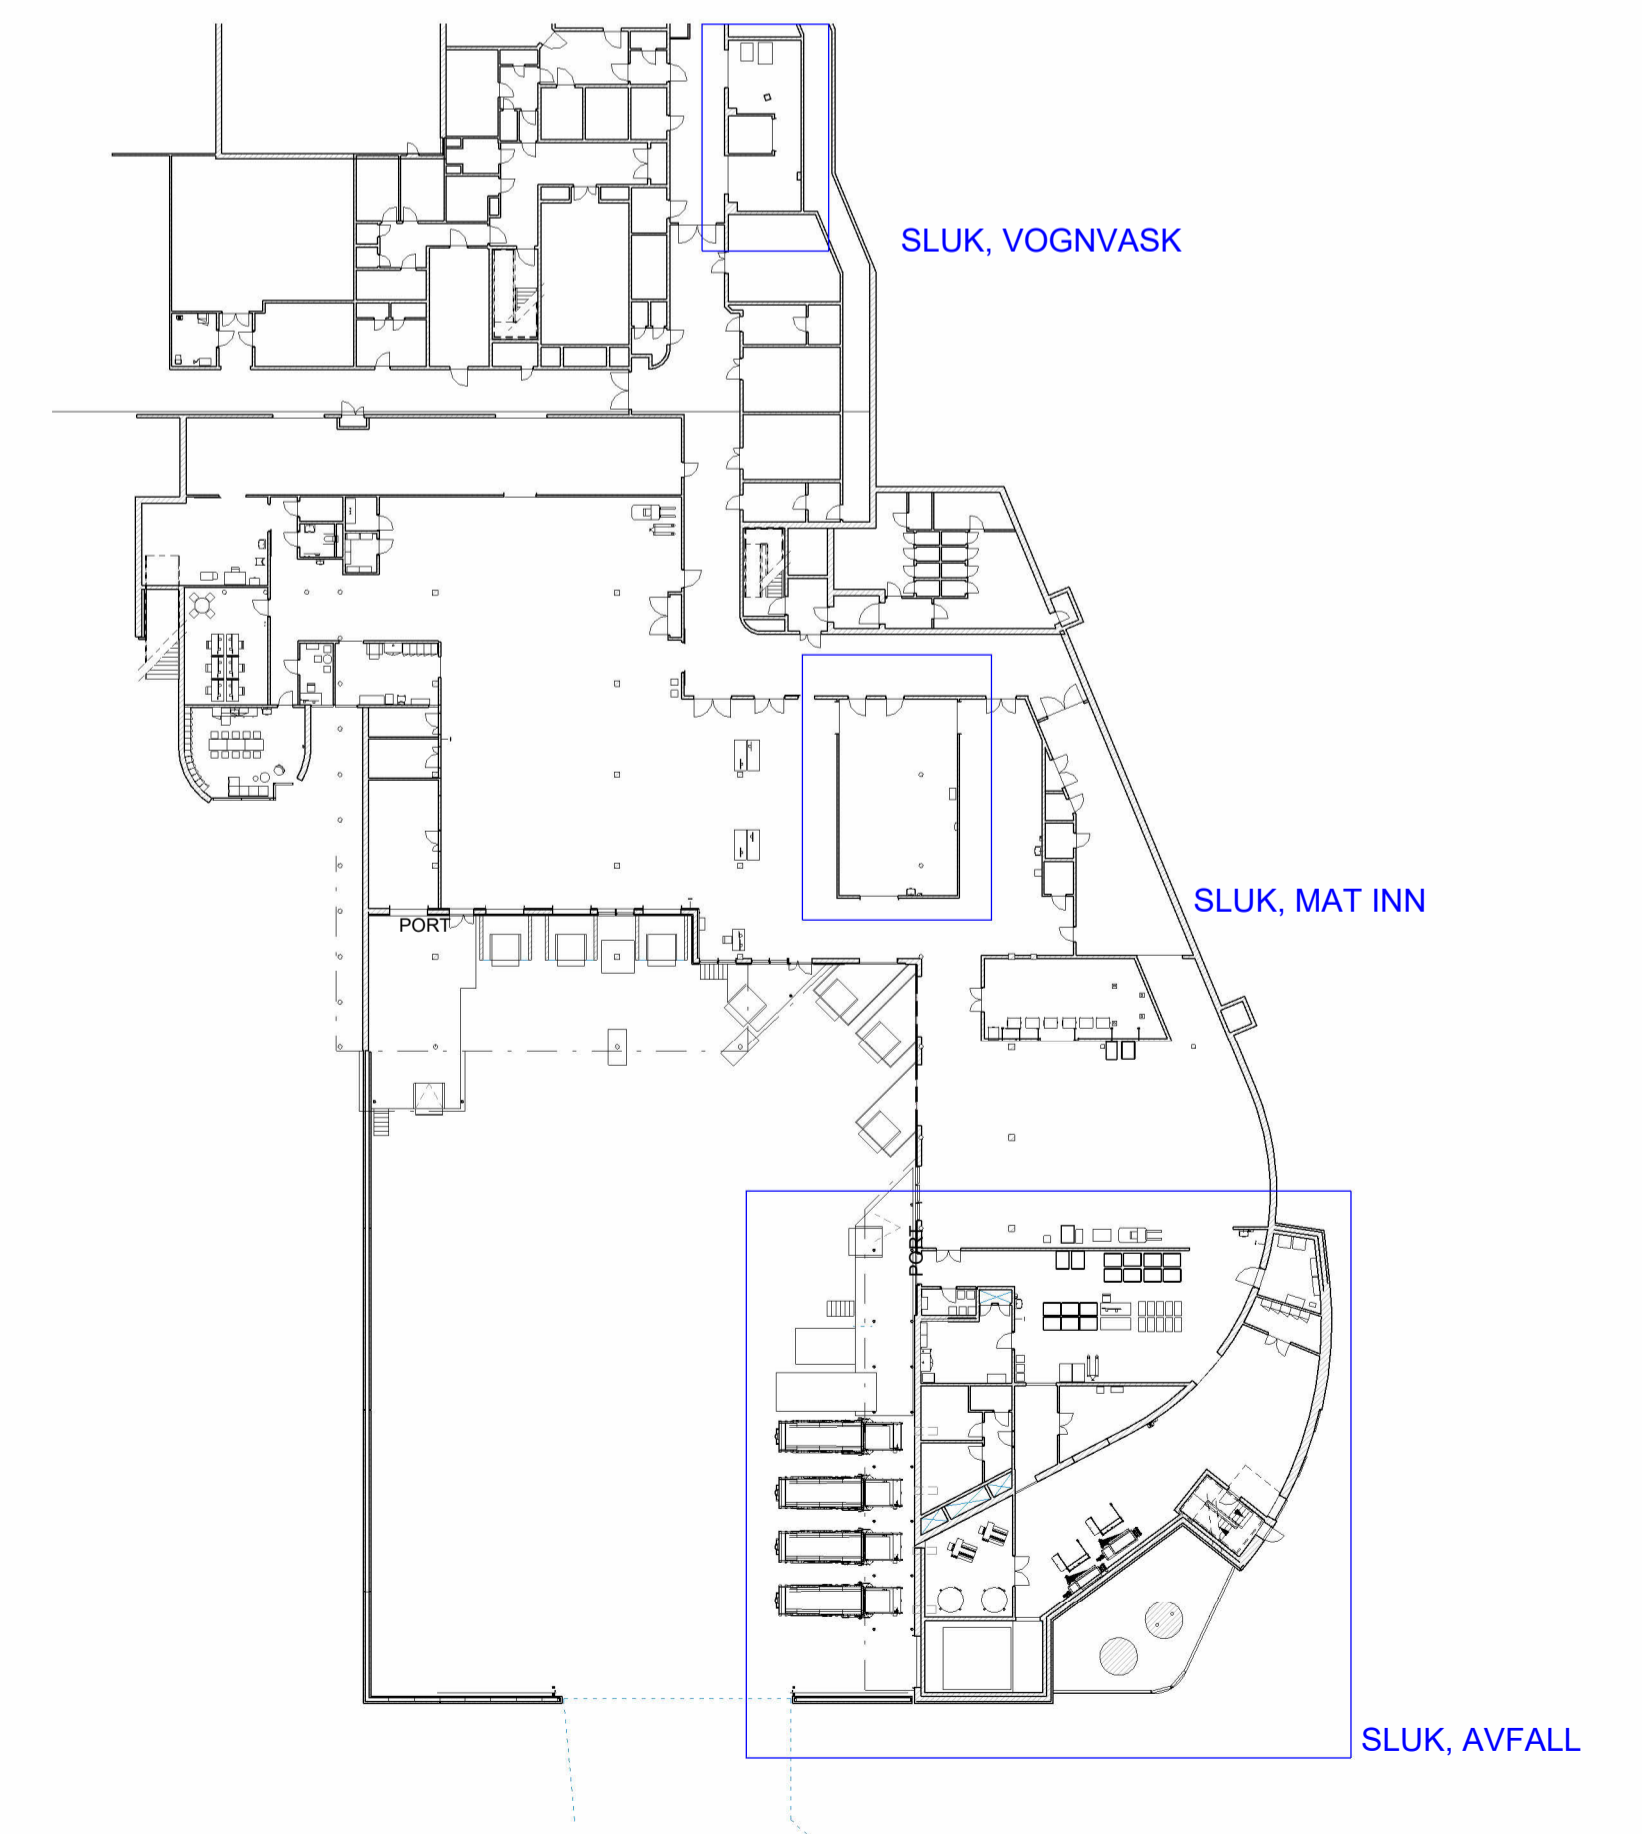 SLUK, VOGNVASK
SLUK, MAT INN
PORT
PORT
SLUK, AVFALL